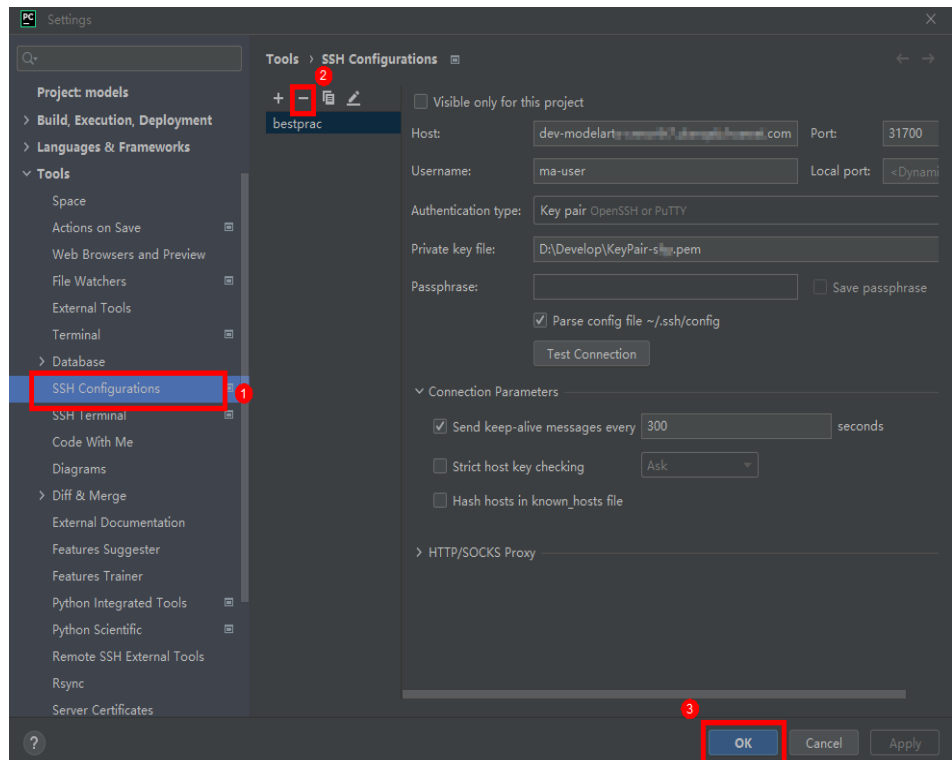 PC Settings
Tools › SSH Configurations
2
Project: models
Build, Execution, Deployment
Languages & Frameworks
Tools
Space
Actions on Save
Web Browsers and Preview
File Watchers
External Tools
Terminal
Database
SSH Configurations
1
SSH Terminal
Code With Me
Diagrams
Diff & Merge
External Documentation
Features Suggester
Features Trainer
Python Integrated Tools
Python Scientific
Remote SSH External Tools
Rsync
Server Certificates
bestprac
Visible only for this project
Host: dev-modelart .com Port: 31700
Username: ma-user Local port: <Dynami
Authentication type: Key pair OpenSSH or PuTTY
Private key file: D:\Develop\KeyPair-s .pem
Passphrase: Save passphrase
Parse config file ~/.ssh/config
Test Connection
Connection Parameters
Send keep-alive messages every 300 seconds
Strict host key checking Ask
Hash hosts in known_hosts file
HTTP/SOCKS Proxy
3
? OK Cancel Apply